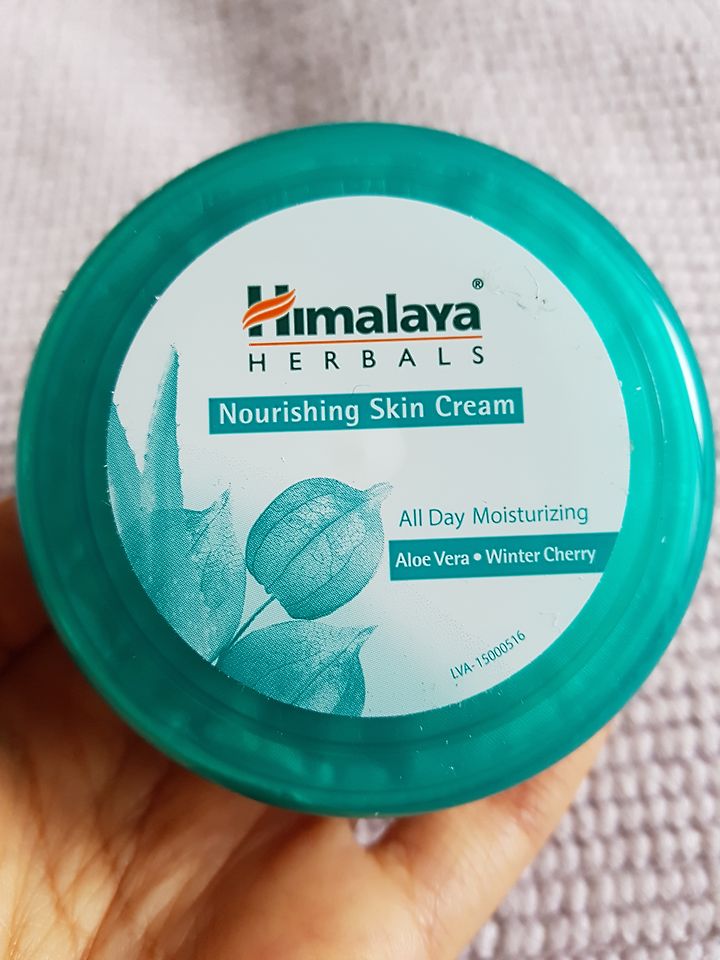 Himalaya®
HERBALS
Nourishing Skin Cream
All Day Moisturizing
Aloe Vera • Winter Cherry
LVA-15000516